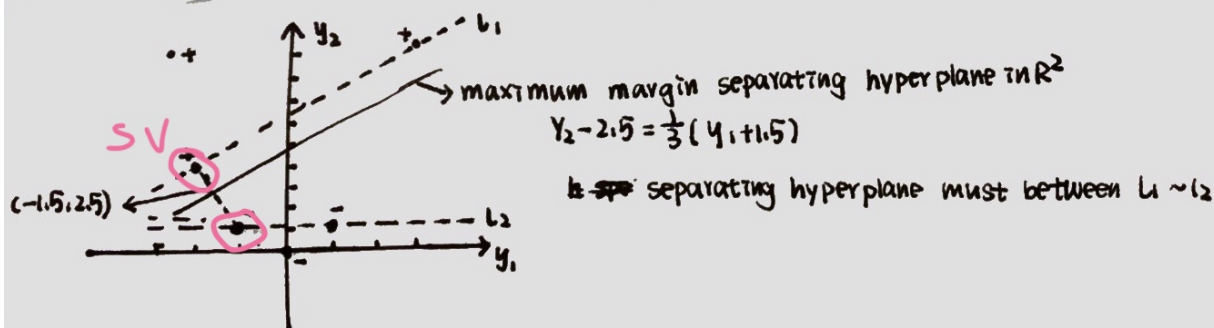 y₂
+
L₁
+
maximum margin separating hyperplane in R²
Y₂-2.5=⅓(y₁+1.5)
SV
+
(-1.5,2.5)
separating hyperplane must between L₁~L₂
-
-
L₂
-
y₁
-